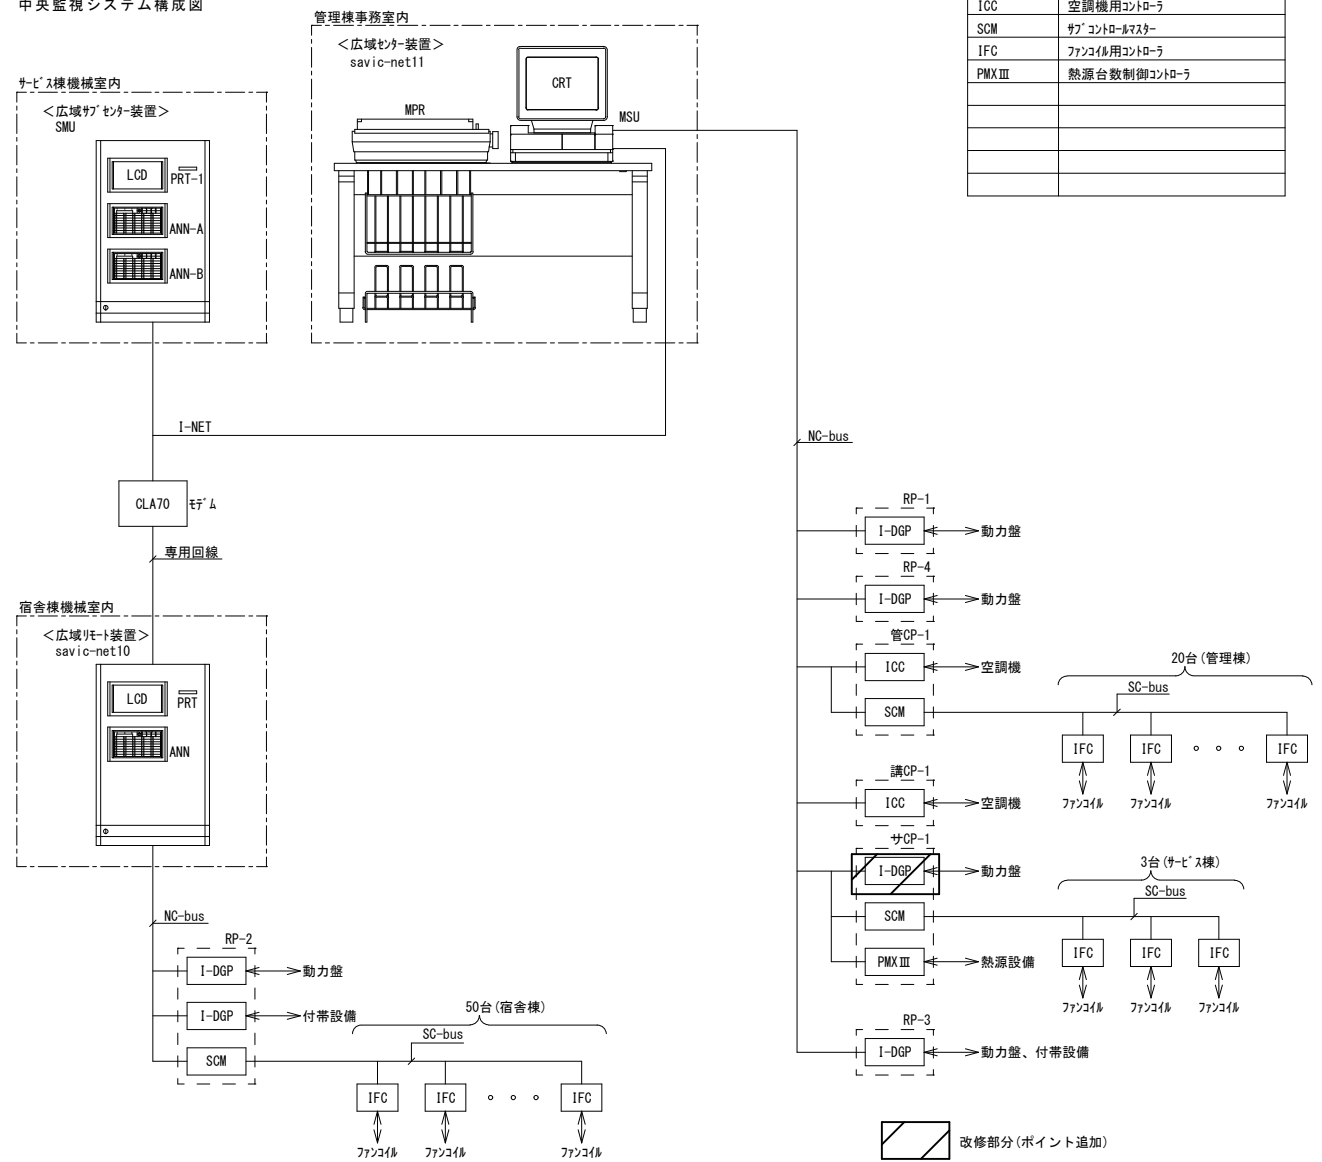 中央監視システム構成図
ICC 空調機用ｺﾝﾄﾛｰﾗ
SCM ｻﾌﾞｺﾝﾄﾛｰﾙﾏｽﾀｰ
IFC ﾌｧﾝｺｲﾙ用ｺﾝﾄﾛｰﾗ
PMXⅢ 熱源台数制御ｺﾝﾄﾛｰﾗ
管理棟事務室内
＜広域ｾﾝﾀｰ装置＞
savic-net11
CRT
MPR
MSU
ｻｰﾋﾞｽ棟機械室内
＜広域ｻﾌﾞｾﾝﾀｰ装置＞
SMU
LCD
PRT-1
ANN-A
ANN-B
I-NET
CLA70
ﾓﾃﾞﾑ
専用回線
宿舎棟機械室内
＜広域ﾘﾓｰﾄ装置＞
savic-net10
LCD
PRT
ANN
NC-bus
RP-2
I-DGP
動力盤
I-DGP
付帯設備
SCM
50台(宿舎棟)
SC-bus
IFC
IFC
IFC
ﾌｧﾝｺｲﾙ
ﾌｧﾝｺｲﾙ
ﾌｧﾝｺｲﾙ
NC-bus
RP-1
I-DGP
動力盤
RP-4
I-DGP
動力盤
管CP-1
ICC
空調機
SCM
20台(管理棟)
SC-bus
IFC
IFC
IFC
ﾌｧﾝｺｲﾙ
ﾌｧﾝｺｲﾙ
ﾌｧﾝｺｲﾙ
講CP-1
ICC
空調機
サCP-1
I-DGP
動力盤
SCM
PMXⅢ
熱源設備
3台(ｻｰﾋﾞｽ棟)
SC-bus
IFC
IFC
IFC
ﾌｧﾝｺｲﾙ
ﾌｧﾝｺｲﾙ
ﾌｧﾝｺｲﾙ
RP-3
I-DGP
動力盤、付帯設備
改修部分(ポイント追加)